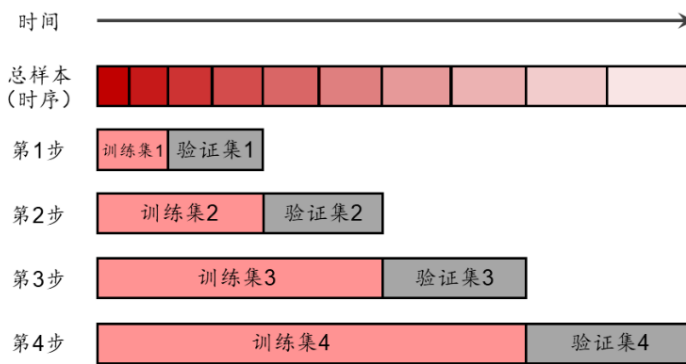 时间
总样本
（时序）
第1步
训练集1 验证集1
第2步
训练集2 验证集2
第3步
训练集3 验证集3
第4步
训练集4 验证集4